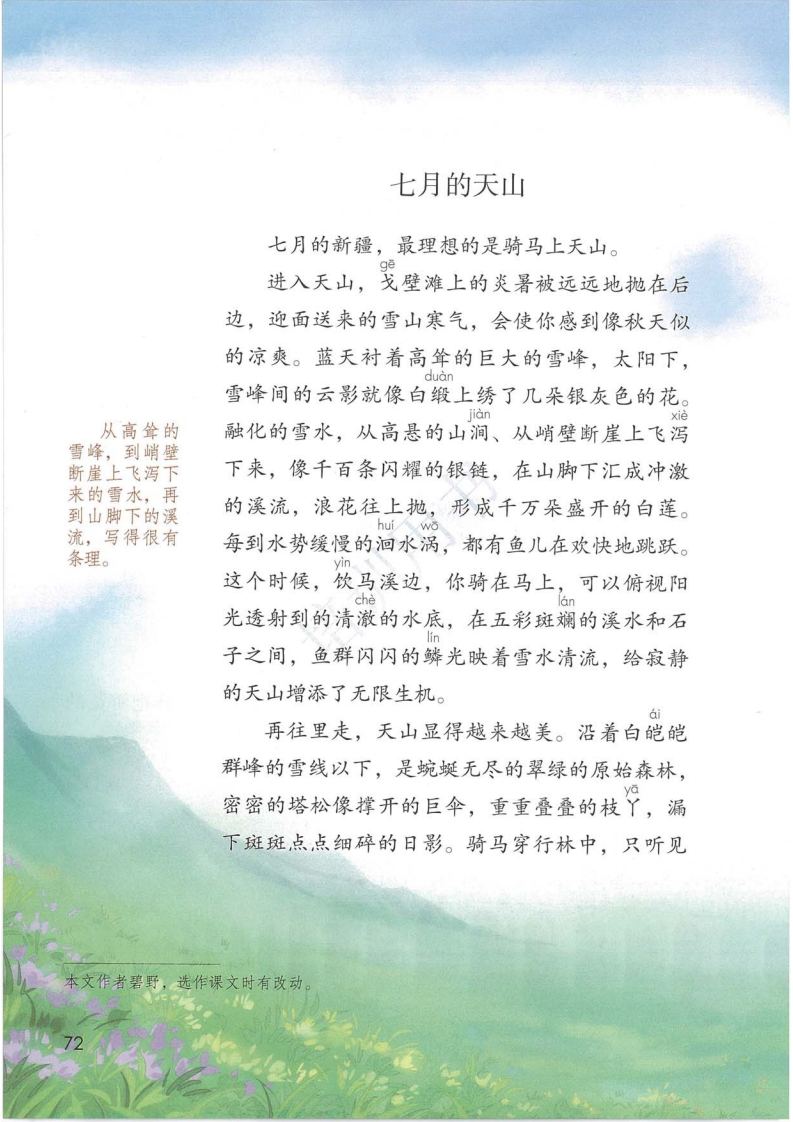 七月的天山
七月的新疆，最理想的是骑马上天山。
gē
进入天山，戈壁滩上的炎暑被远远地抛在后
边，迎面送来的雪山寒气，会使你感到像秋天似
的凉爽。蓝天衬着高耸的巨大的雪峰，太阳下，
duàn
雪峰间的云影就像白缎上绣了几朵银灰色的花。
jiàn xiè
融化的雪水，从高悬的山涧、从峭壁断崖上飞泻
下来，像千百条闪耀的银链，在山脚下汇成冲激
的溪流，浪花往上抛，形成千万朵盛开的白莲。
huí wō
每到水势缓慢的洄水涡，都有鱼儿在欢快地跳跃。
yìn
这个时候，饮马溪边，你骑在马上，可以俯视阳
chè lán
光透射到的清澈的水底，在五彩斑斓的溪水和石
lín
子之间，鱼群闪闪的鳞光映着雪水清流，给寂静
的天山增添了无限生机。
ái
再往里走，天山显得越来越美。沿着白皑皑
群峰的雪线以下，是蜿蜒无尽的翠绿的原始森林，
yā
密密的塔松像撑开的巨伞，重重叠叠的枝丫，漏
下斑斑点点细碎的日影。骑马穿行林中，只听见
从高耸的
雪峰，到峭壁
断崖上飞泻下
来的雪水，再
到山脚下的溪
流，写得很有
条理。
培训用书
本文作者碧野，选作课文时有改动。
72